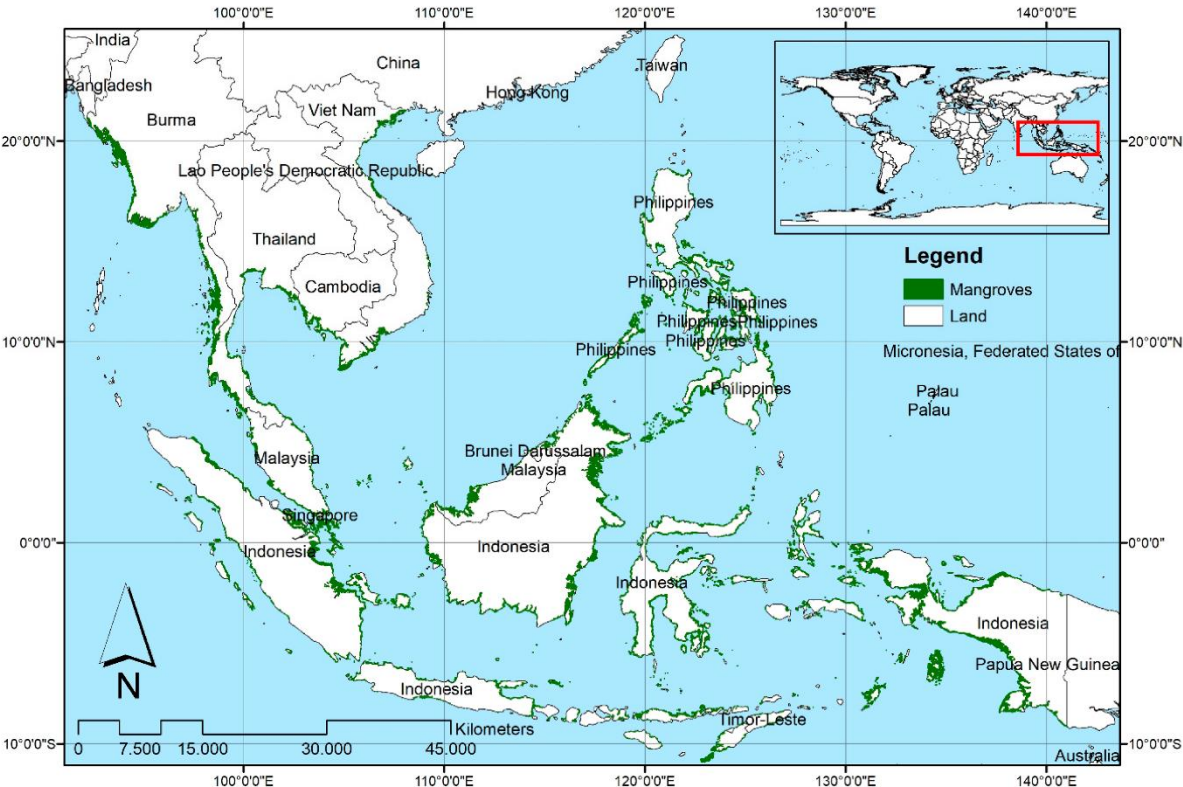 100°0'0"E 110°0'0"E 120°0'0"E 130°0'0"E 140°0'0"E
India
China
Taiwan
Bangladesh
Hong Kong
Burma
Viet Nam
20°0'0"N 20°0'0"N
Lao People's Democratic Republic
Philippines
Thailand
Legend
Cambodia
Philippines
Mangroves
Philippines
Land
Philippines Philippines
Philippines
10°0'0"N 10°0'0"N
Philippines
Micronesia, Federated States of
Philippines
Palau
Palau
Brunei Darussalam
Malaysia
Malaysia
Singapore
0°0'0" 0°0'0"
Indonesie
Indonesia
Indonesia
Indonesia
Papua New Guinea
N
Indonesia
Timor-Leste
Kilometers
0 7.500 15.000 30.000 45.000
10°0'0"S 10°0'0"S
Australia
100°0'0"E 110°0'0"E 120°0'0"E 130°0'0"E 140°0'0"E